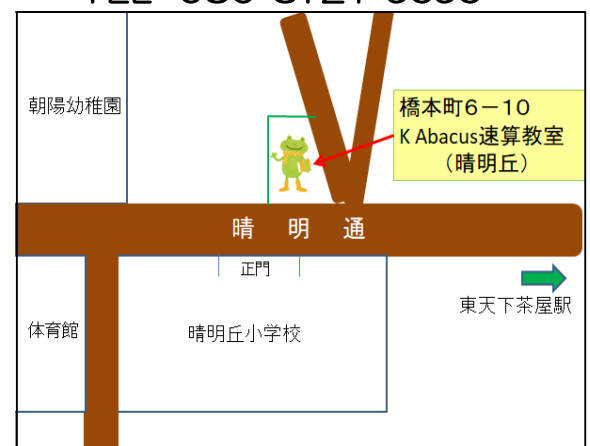 朝陽幼稚園
橋本町6－10
K Abacus速算教室
（晴明丘）
晴明通
正門
東天下茶屋駅
体育館
晴明丘小学校